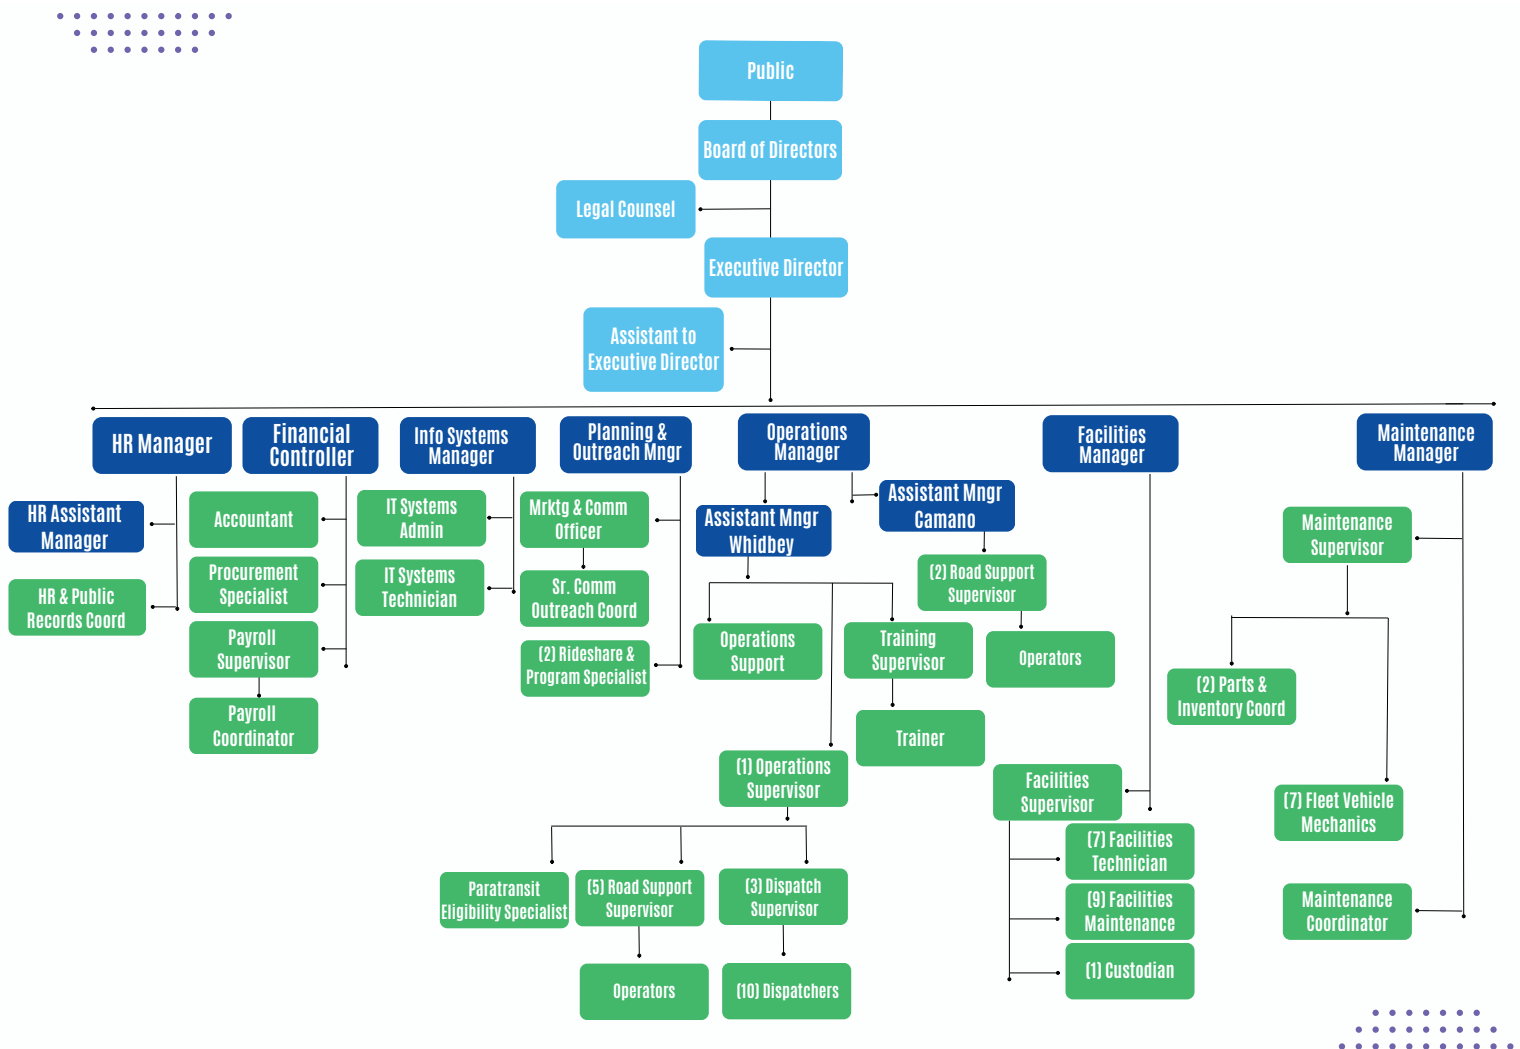 Public
Board of Directors
Legal Counsel
Executive Director
Assistant to
Executive Director
HR Manager
Financial
Controller
Info Systems
Manager
Planning &
Outreach Mngr
Operations
Manager
Facilities
Manager
Maintenance
Manager
HR Assistant
Manager
HR & Public
Records Coord
Accountant
Procurement
Specialist
Payroll
Supervisor
Payroll
Coordinator
IT Systems
Admin
IT Systems
Technician
Mrktg & Comm
Officer
Sr. Comm
Outreach Coord
(2) Rideshare &
Program Specialist
Assistant Mngr
Whidbey
Assistant Mngr
Camano
(2) Road Support
Supervisor
Operators
Operations
Support
Training
Supervisor
Trainer
(1) Operations
Supervisor
Paratransit
Eligibility Specialist
(5) Road Support
Supervisor
(3) Dispatch
Supervisor
Operators
(10) Dispatchers
Facilities
Supervisor
(7) Facilities
Technician
(9) Facilities
Maintenance
(1) Custodian
Maintenance
Supervisor
(2) Parts &
Inventory Coord
(7) Fleet Vehicle
Mechanics
Maintenance
Coordinator